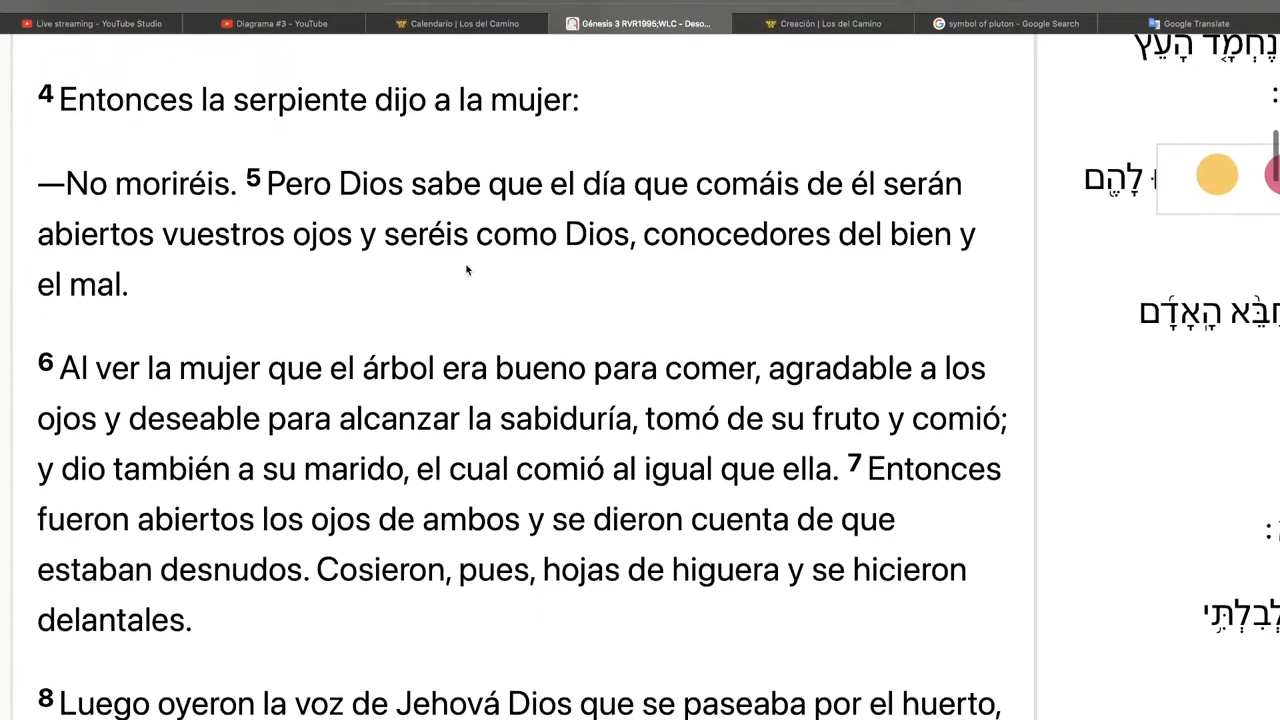 Live streaming - YouTube Studio
Diagrama #3 - YouTube
Calendario | Los del Camino
Génesis 3 RVR1995;WLC - Deso...
Creación | Los del Camino
symbol of pluton - Google Search
Google Translate
4 Entonces la serpiente dijo a la mujer:
—No moriréis. 5 Pero Dios sabe que el día que comáis de él serán
abiertos vuestros ojos y seréis como Dios, conocedores del bien y
el mal.
6 Al ver la mujer que el árbol era bueno para comer, agradable a los
ojos y deseable para alcanzar la sabiduría, tomó de su fruto y comió;
y dio también a su marido, el cual comió al igual que ella. 7 Entonces
fueron abiertos los ojos de ambos y se dieron cuenta de que
estaban desnudos. Cosieron, pues, hojas de higuera y se hicieron
delantales.
8 Luego oyeron la voz de Jehová Dios que se paseaba por el huerto,
נֶחְמָ֤ד הָעֵץ֙
לָהֶ֖ם
הָֽאָדָ֜ם
לְבִלְתִּ֥י